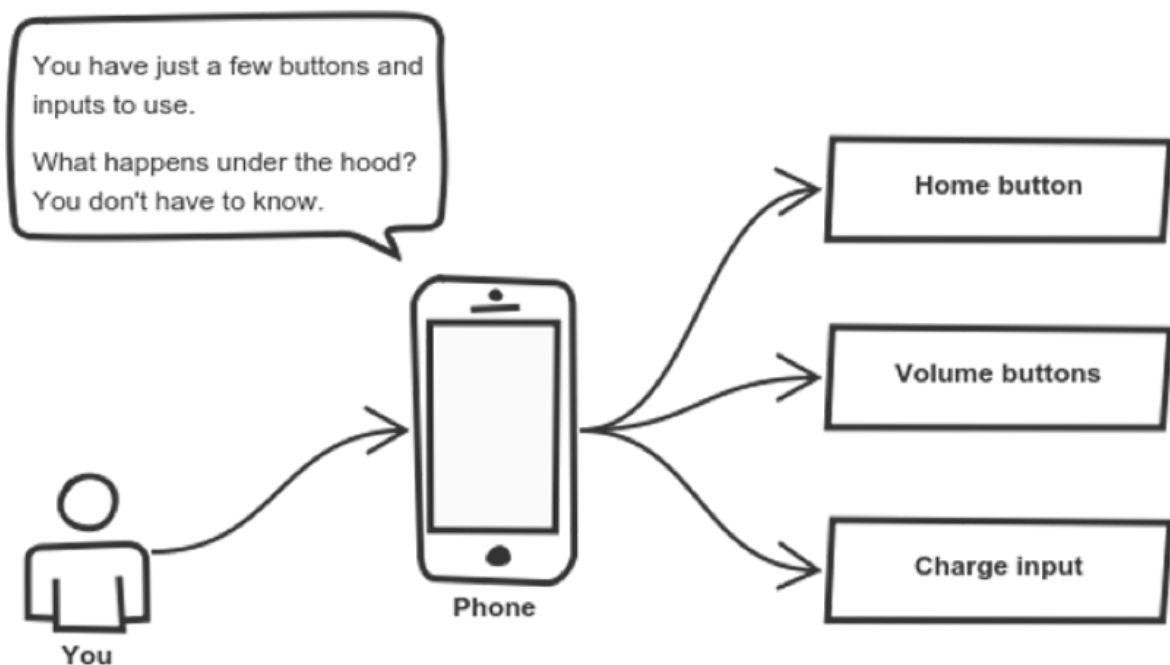 You have just a few buttons and
inputs to use.
What happens under the hood?
You don't have to know.
Home button
Volume buttons
Charge input
Phone
You